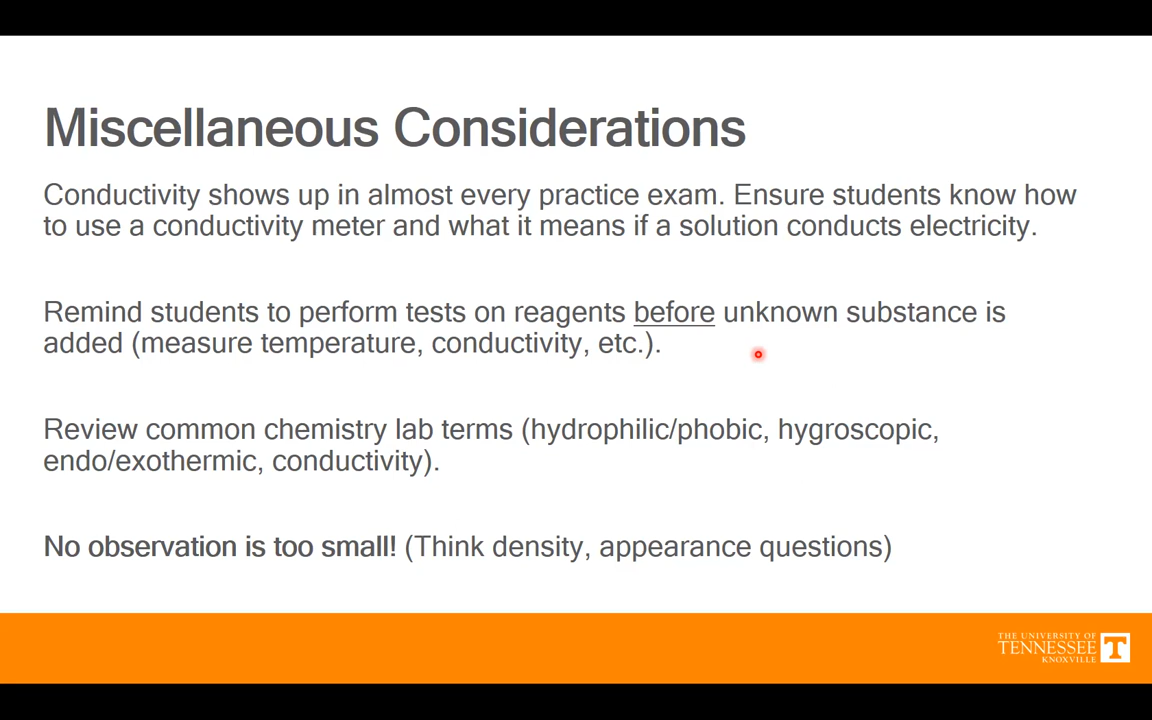 Miscellaneous Considerations
Conductivity shows up in almost every practice exam. Ensure students know how
to use a conductivity meter and what it means if a solution conducts electricity.
Remind students to perform tests on reagents before unknown substance is
added (measure temperature, conductivity, etc.).
Review common chemistry lab terms (hydrophilic/phobic, hygroscopic,
endo/exothermic, conductivity).
No observation is too small! (Think density, appearance questions)
THE UNIVERSITY OF
TENNESSEE T
KNOXVILLE